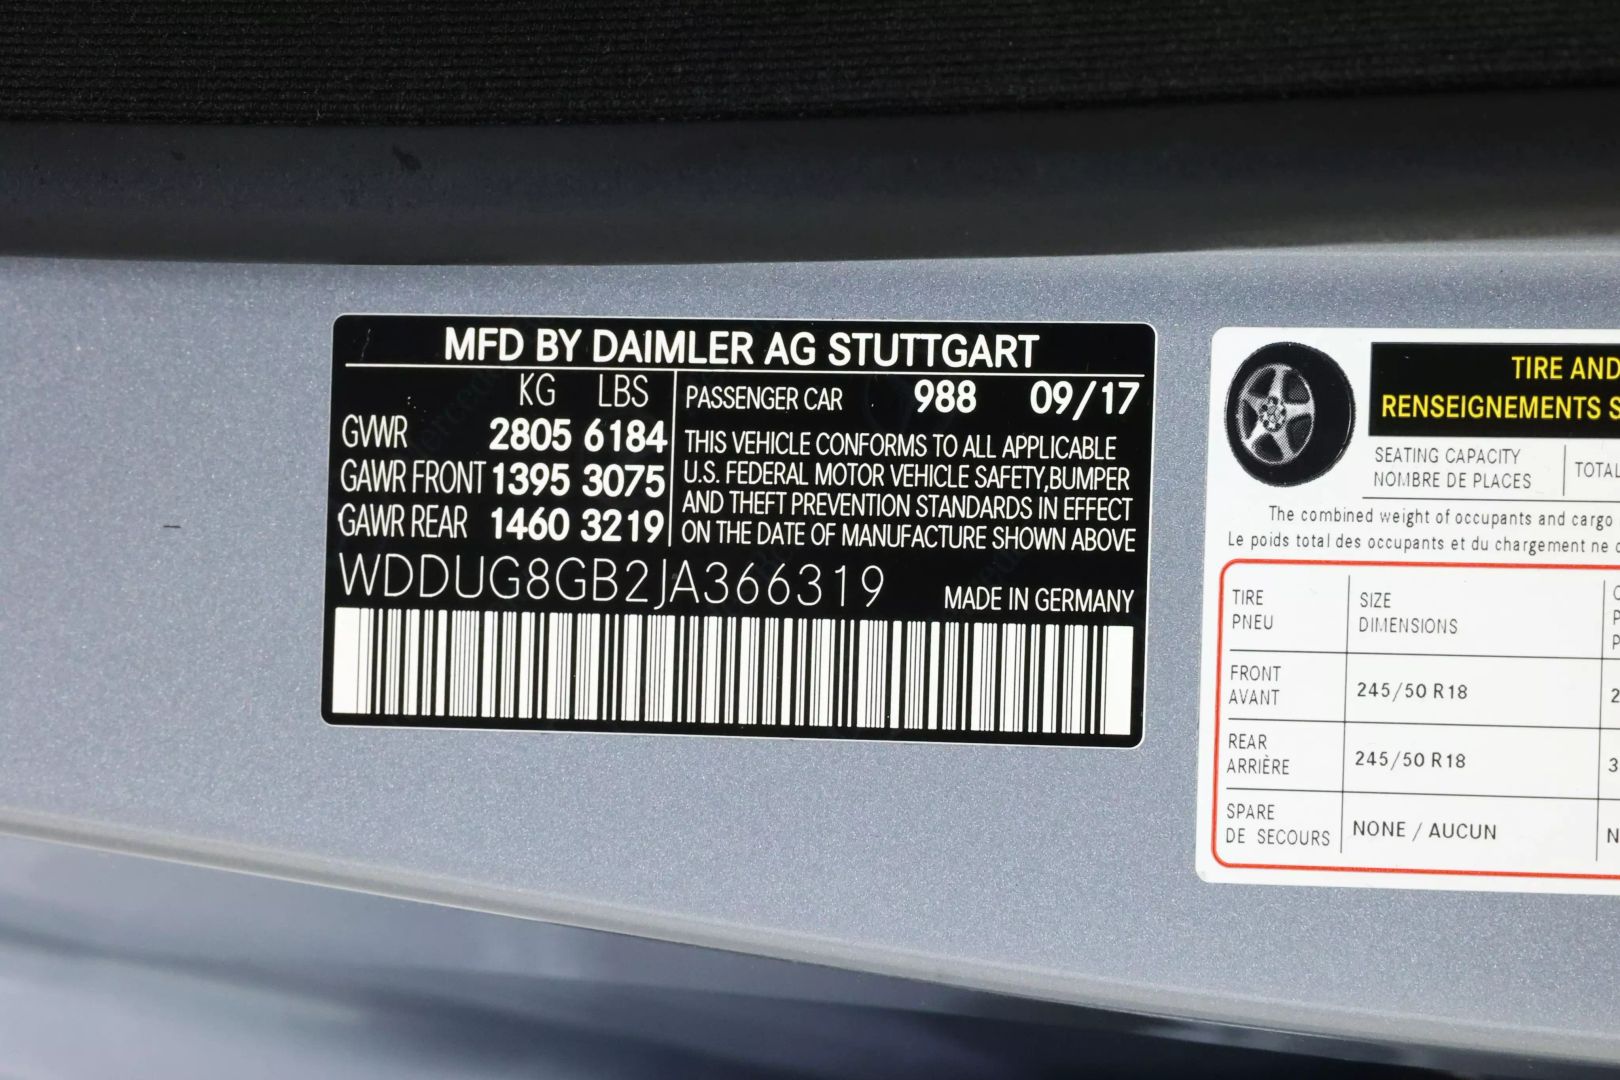 MFD BY DAIMLER AG STUTTGART
KG LBS
GVWR 2805 6184
GAWR FRONT 1395 3075
GAWR REAR 1460 3219
PASSENGER CAR 988 09/17
THIS VEHICLE CONFORMS TO ALL APPLICABLE
U.S. FEDERAL MOTOR VEHICLE SAFETY,BUMPER
AND THEFT PREVENTION STANDARDS IN EFFECT
ON THE DATE OF MANUFACTURE SHOWN ABOVE
WDDUG8GB2JA366319
MADE IN GERMANY
TIRE AND
RENSEIGNEMENTS S
SEATING CAPACITY
NOMBRE DE PLACES
TOTAL
The combined weight of occupants and cargo
Le poids total des occupants et du chargement ne
TIRE
PNEU
SIZE
DIMENSIONS
FRONT
AVANT
245/50 R18
2
REAR
ARRIÈRE
245/50 R18
3
SPARE
DE SECOURS
NONE / AUCUN
N